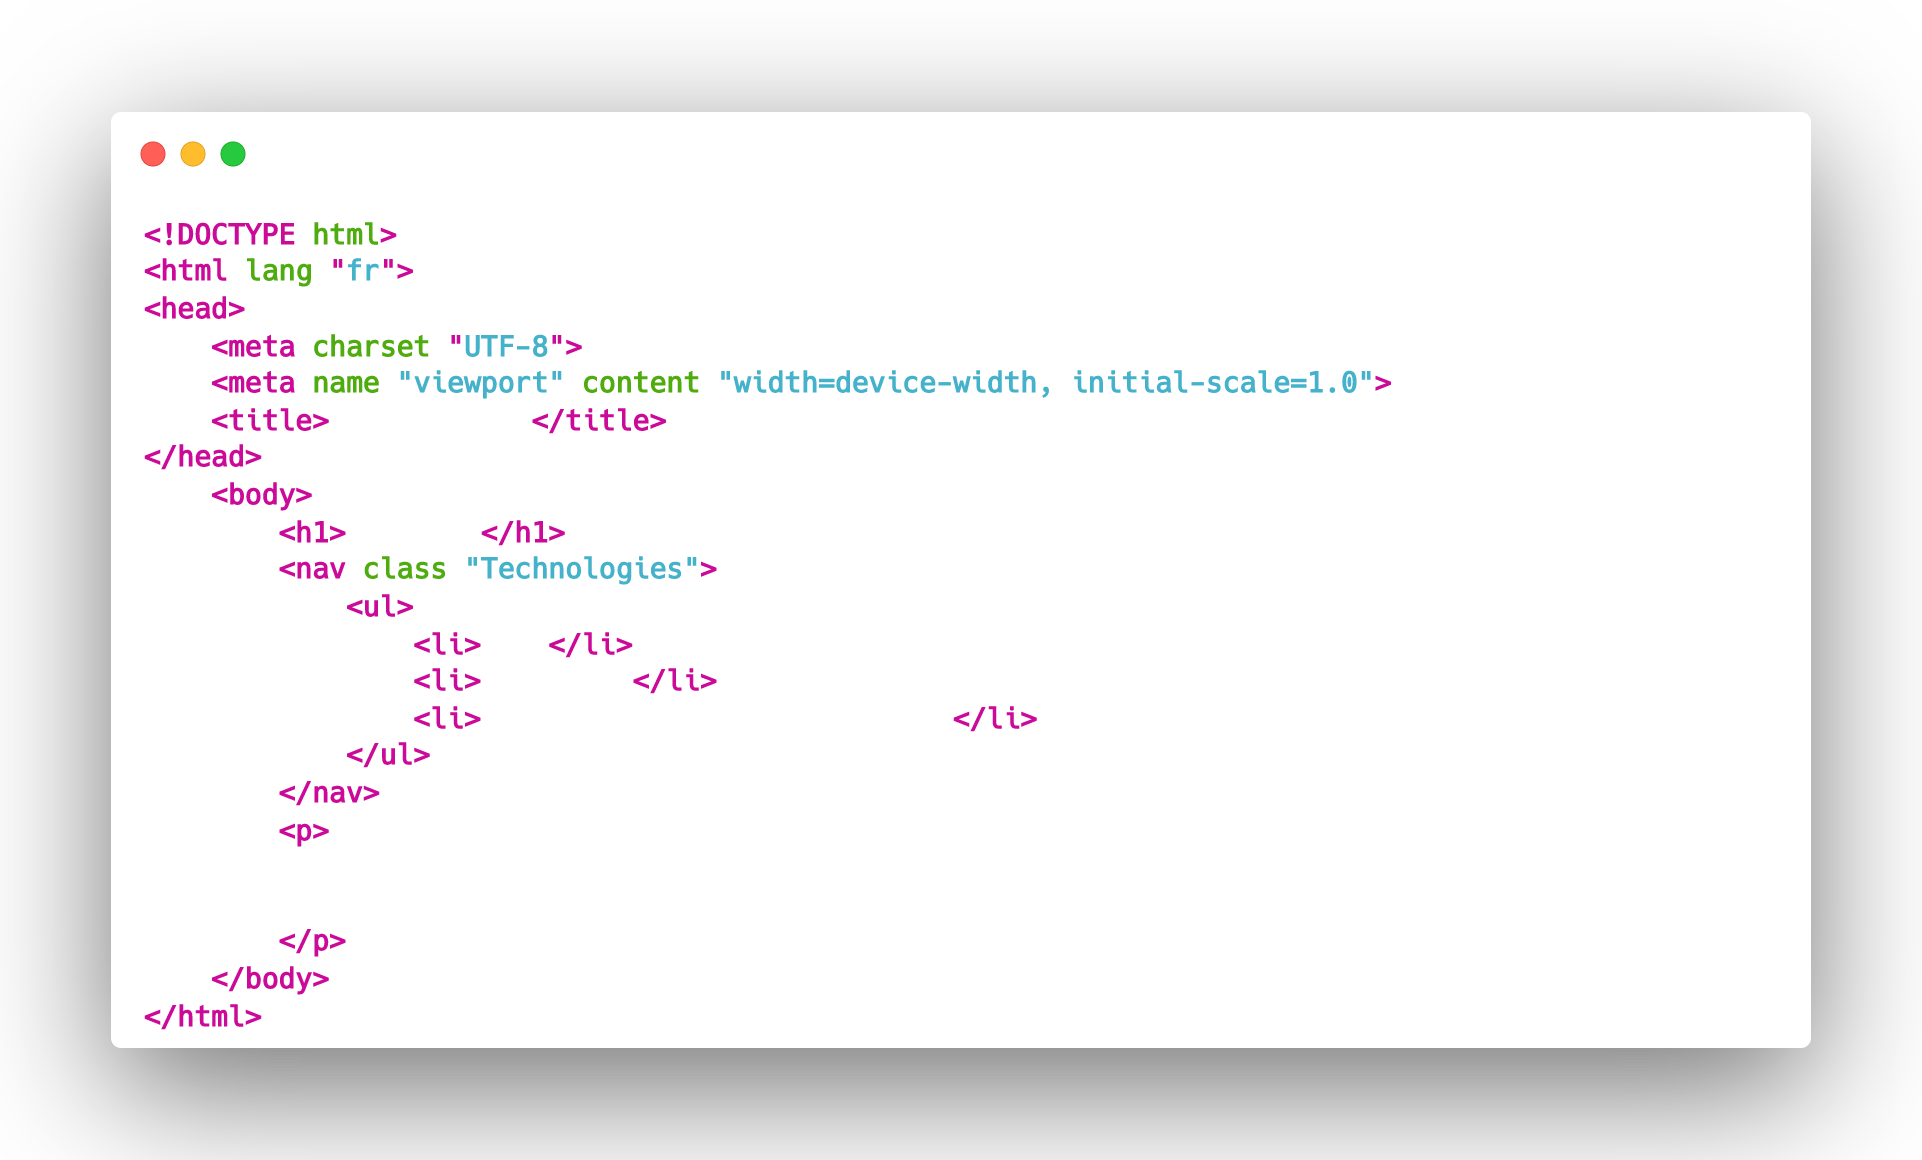 <!DOCTYPE html>
<html lang "fr">
<head>
    <meta charset "UTF-8">
    <meta name "viewport" content "width=device-width, initial-scale=1.0">
    <title>            </title>
</head>
    <body>
        <h1>        </h1>
        <nav class "Technologies">
            <ul>
                <li>    </li>
                <li>         </li>
                <li>                            </li>
            </ul>
        </nav>
        <p>
        </p>
    </body>
</html>